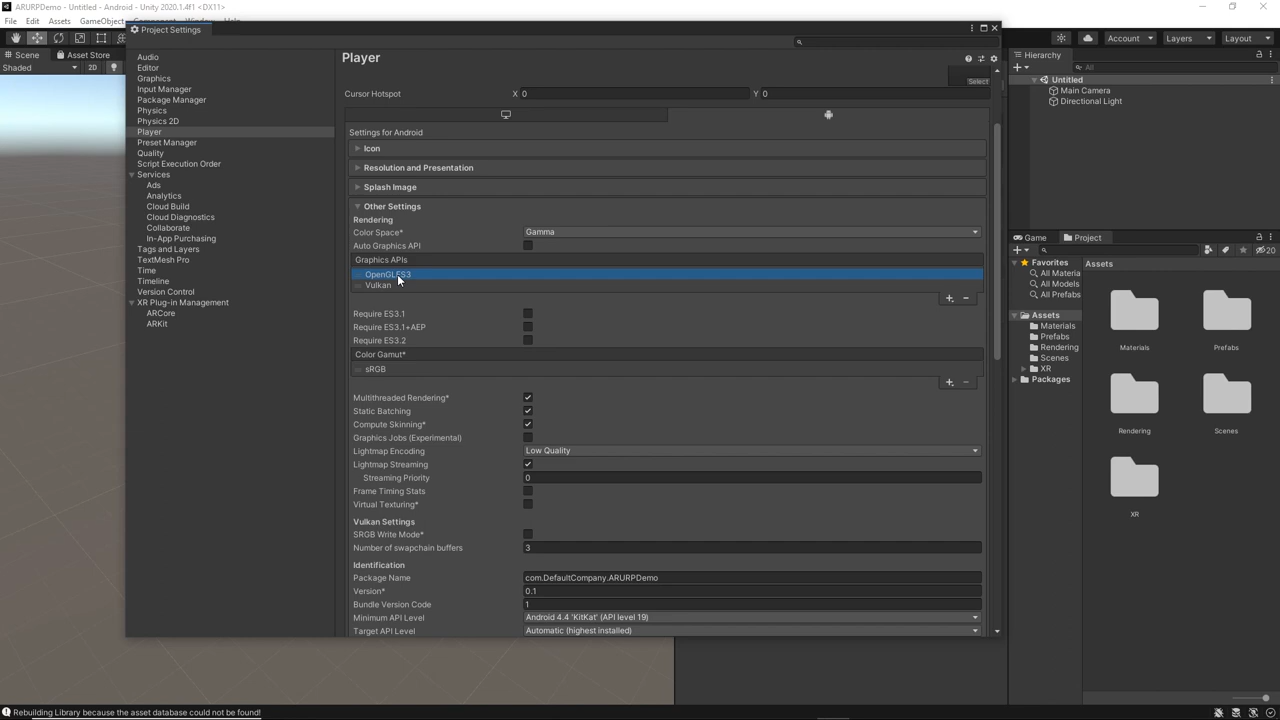 ARURPDemo - Untitled - Android - Unity 2020.1.4f1 <DX11>
File Edit Assets GameObject
Project Settings
Account Layers Layout
Scene Asset Store
Shaded 2D
Audio
Editor
Graphics
Input Manager
Package Manager
Physics
Physics 2D
Player
Preset Manager
Quality
Script Execution Order
Services
Ads
Analytics
Cloud Build
Cloud Diagnostics
Collaborate
In-App Purchasing
Tags and Layers
TextMesh Pro
Time
Timeline
Version Control
XR Plug-in Management
ARCore
ARKit
Player
Select
Cursor Hotspot X 0 Y 0
Settings for Android
Icon
Resolution and Presentation
Splash Image
Other Settings
Rendering
Color Space* Gamma
Auto Graphics API
Graphics APIs
OpenGLES3
Vulkan
Require ES3.1
Require ES3.1+AEP
Require ES3.2
Color Gamut*
sRGB
Multithreaded Rendering*
Static Batching
Compute Skinning*
Graphics Jobs (Experimental)
Lightmap Encoding Low Quality
Lightmap Streaming
Streaming Priority 0
Frame Timing Stats
Virtual Texturing*
Vulkan Settings
SRGB Write Mode*
Number of swapchain buffers 3
Identification
Package Name com.DefaultCompany.ARURPDemo
Version* 0.1
Bundle Version Code 1
Minimum API Level Android 4.4 'KitKat' (API level 19)
Target API Level Automatic (highest installed)
Hierarchy
All
Untitled
Main Camera
Directional Light
Game Project
20
Favorites
All Materia
All Models
All Prefabs
Assets
Materials
Prefabs
Rendering
Scenes
XR
Packages
Assets
Materials Prefabs
Rendering Scenes
XR
Rebuilding Library because the asset database could not be found!